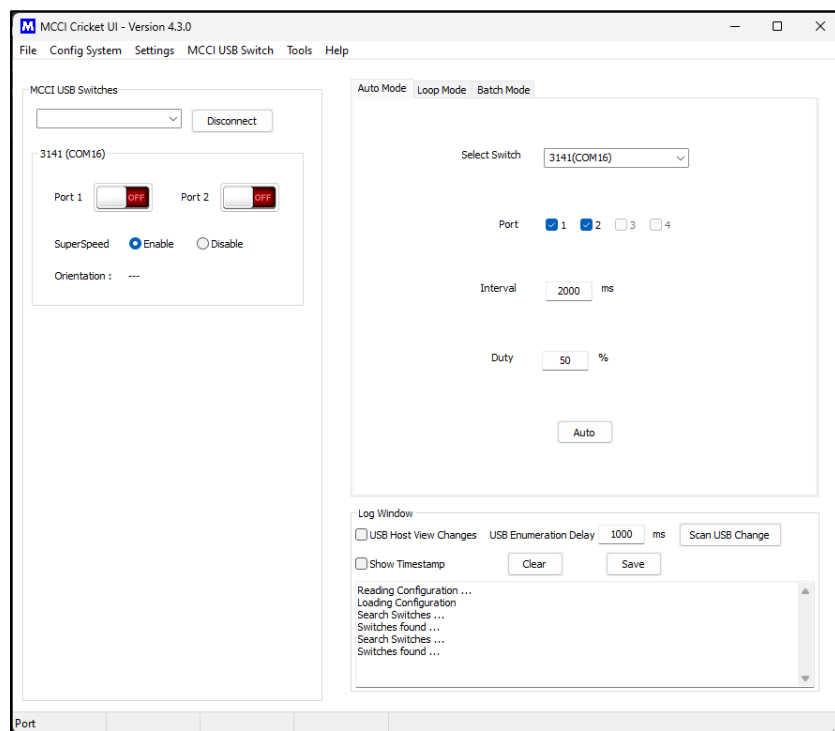 M MCCI Cricket UI - Version 4.3.0
File Config System Settings MCCI USB Switch Tools Help
MCCI USB Switches
Disconnect
3141 (COM16)
Port 1 OFF Port 2 OFF
SuperSpeed Enable Disable
Orientation : ---
Auto Mode Loop Mode Batch Mode
Select Switch 3141(COM16)
Port 1 2 3 4
Interval 2000 ms
Duty 50 %
Auto
Log Window
USB Host View Changes USB Enumeration Delay 1000 ms Scan USB Change
Show Timestamp Clear Save
Reading Configuration ...
Loading Configuration
Search Switches ...
Switches found ...
Search Switches ...
Switches found ...
Port